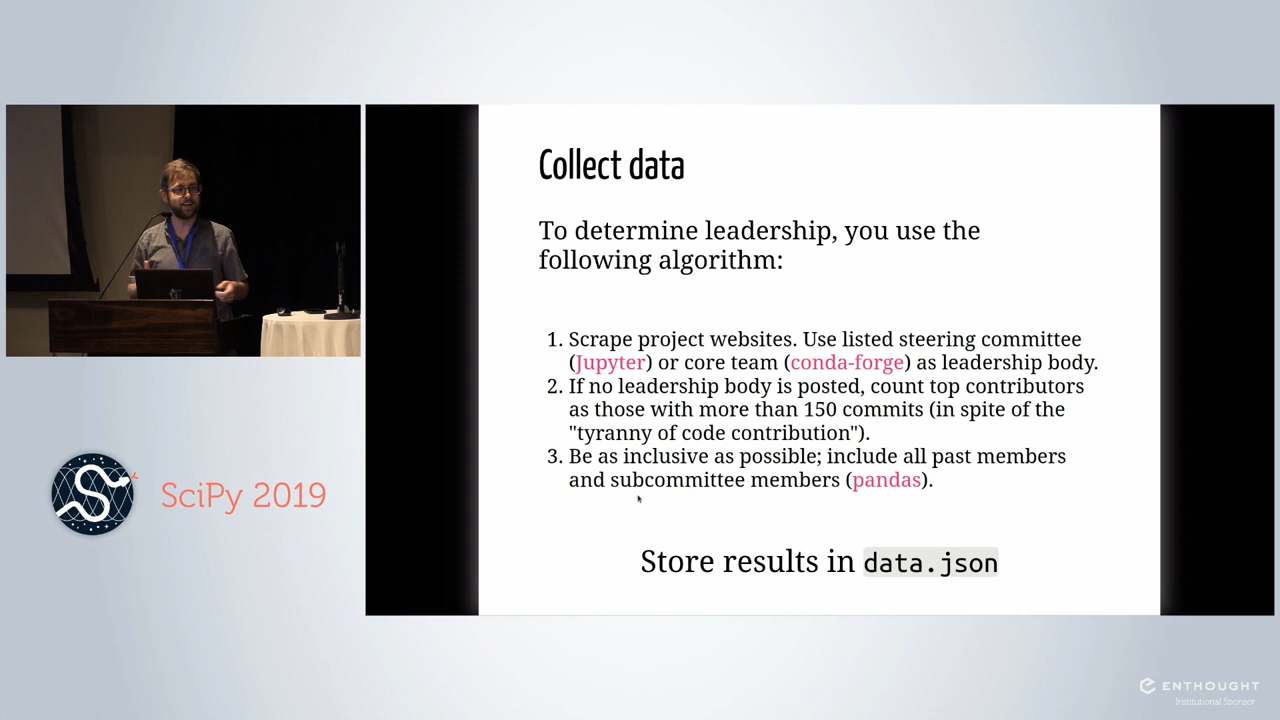 Collect data
To determine leadership, you use the
following algorithm:
1. Scrape project websites. Use listed steering committee
(Jupyter) or core team (conda-forge) as leadership body.
2. If no leadership body is posted, count top contributors
as those with more than 150 commits (in spite of the
"tyranny of code contribution").
3. Be as inclusive as possible; include all past members
and subcommittee members (pandas).
Store results in data.json
SciPy 2019
ENTHOUGHT
Institutional Sponsor